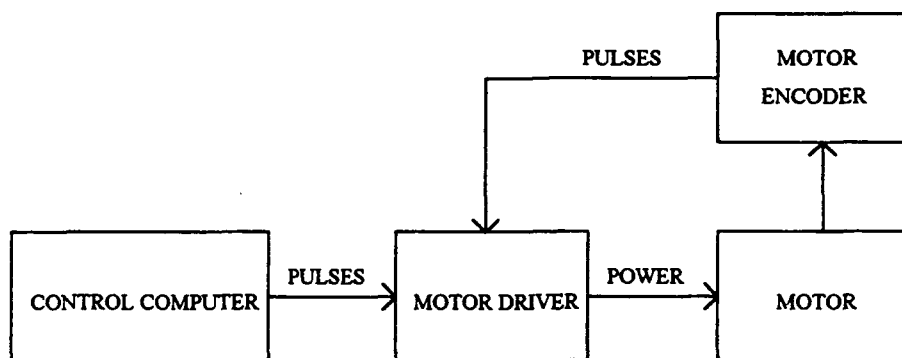 PULSES
MOTOR
ENCODER
CONTROL COMPUTER
PULSES
MOTOR DRIVER
POWER
MOTOR